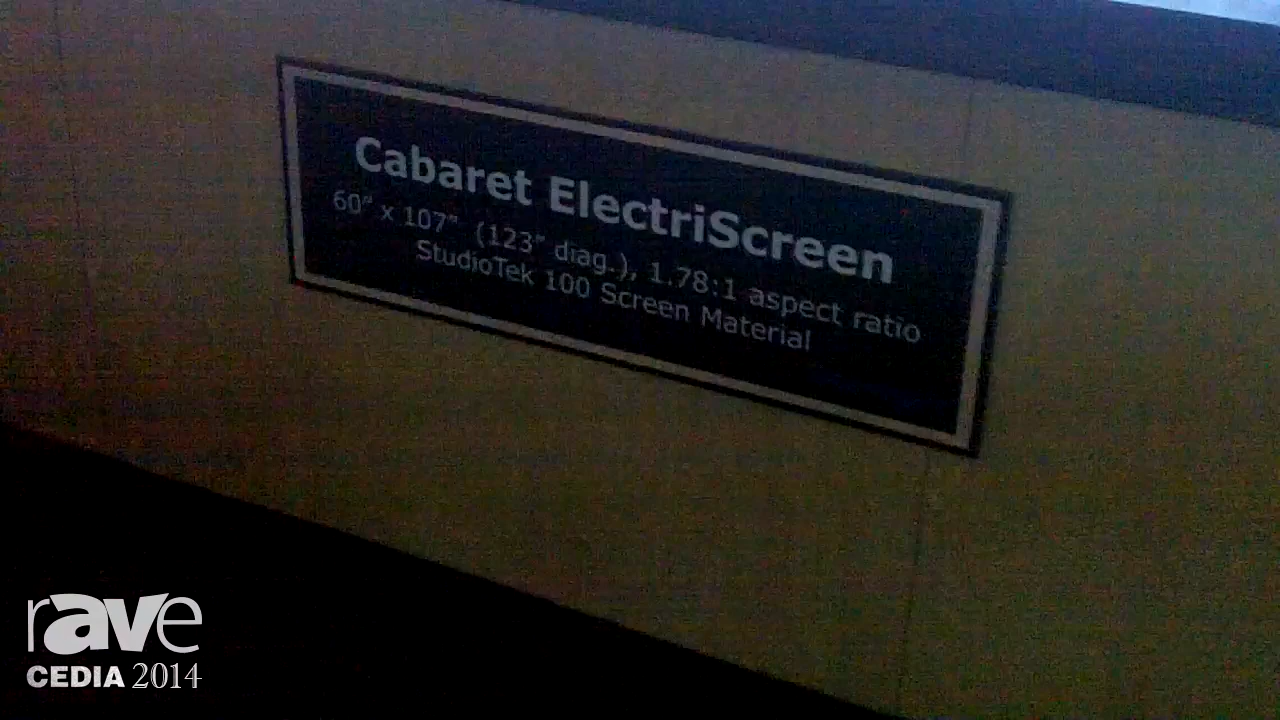 Cabaret ElectriScreen
60" x 107" (123" diag.), 1.78:1 aspect ratio
StudioTek 100 Screen Material
rave
CEDIA 2014